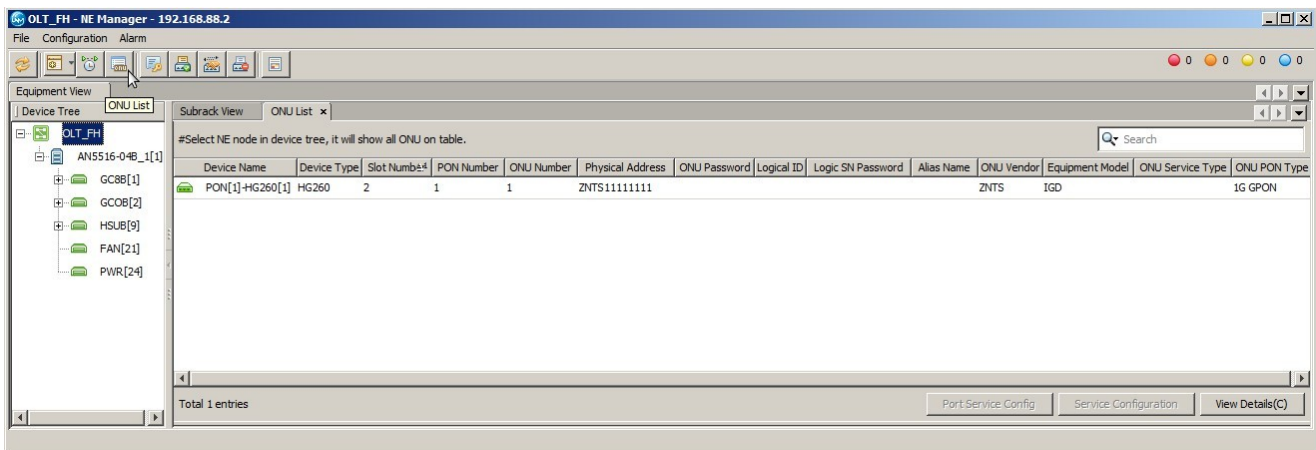 OLT_FH - NE Manager - 192.168.88.2
File Configuration Alarm
0 0 0 0
Equipment View
ONU List
Device Tree
Subrack View ONU List
OLT_FH
#Select NE node in device tree, it will show all ONU on table.
Search
AN5516-04B_1[1]
Device Name Device Type Slot Number PON Number ONU Number Physical Address ONU Password Logical ID Logic SN Password Alias Name ONU Vendor Equipment Model ONU Service Type ONU PON Type
GC8B[1]
PON[1]-HG260[1] HG260 2 1 1 ZNTS11111111 ZNTS IGD 1G GPON
GCOB[2]
HSUB[9]
FAN[21]
PWR[24]
Total 1 entries
Port Service Config Service Configuration View Details(C)